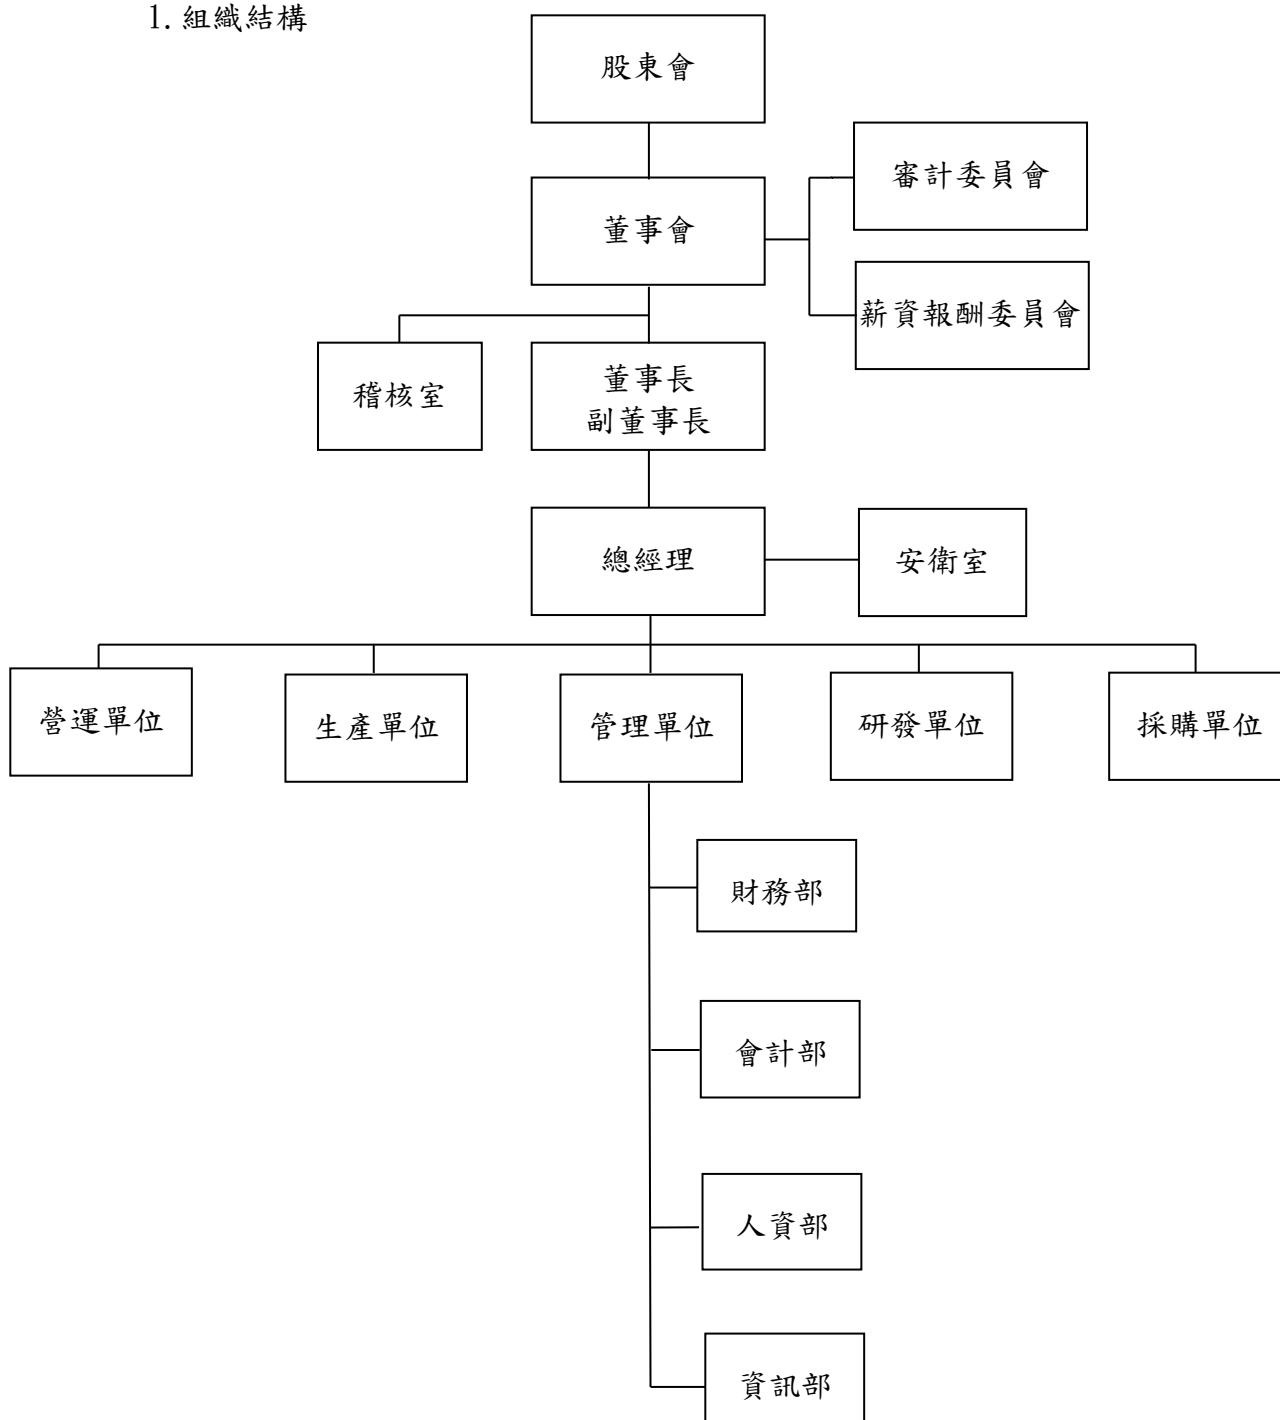 1. 組織結構
股東會
審計委員會
董事會
薪資報酬委員會
稽核室
董事長
副董事長
總經理
安衛室
營運單位
生產單位
管理單位
研發單位
採購單位
財務部
會計部
人資部
資訊部